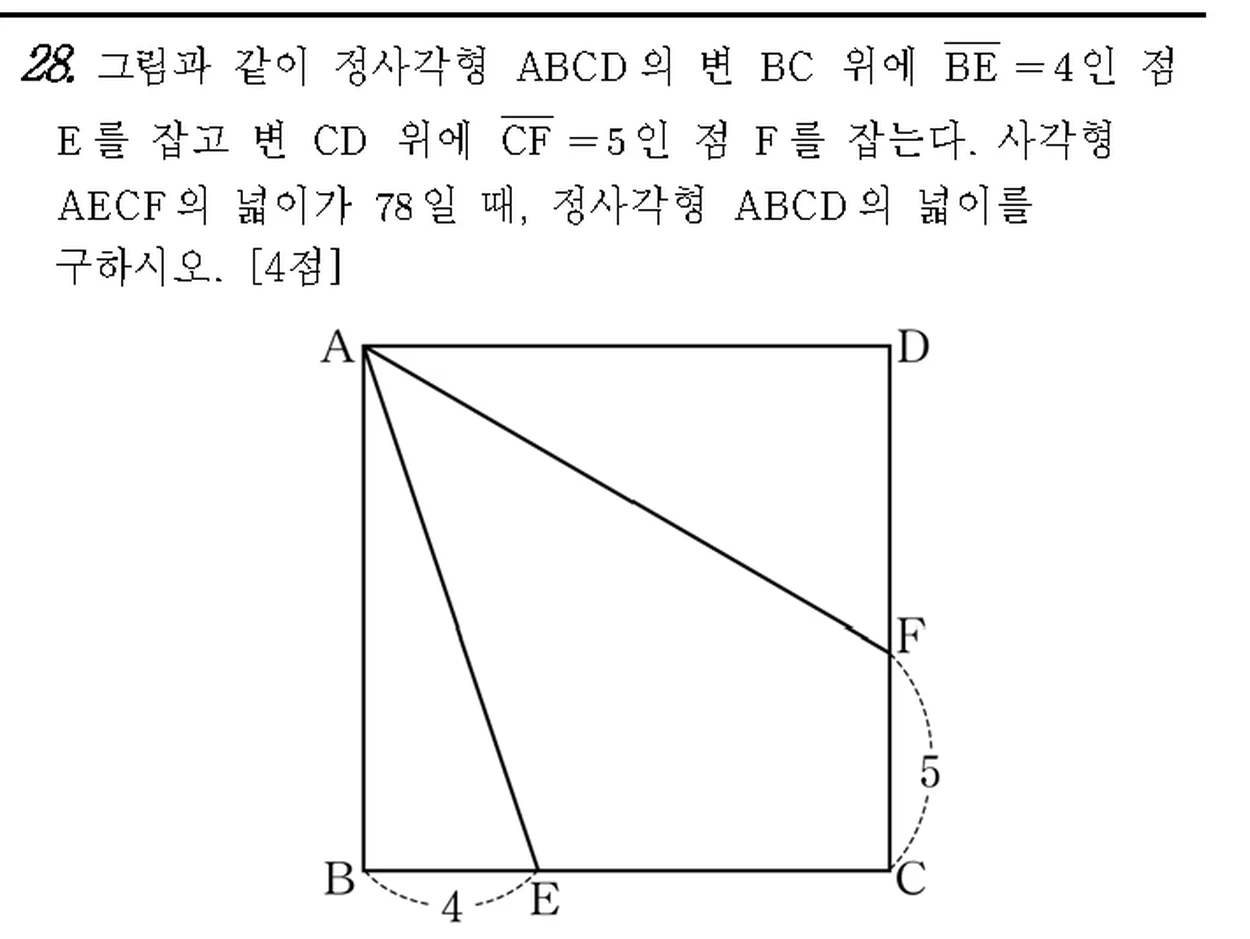 28. 그림과 같이 정사각형 ABCD의 변 BC 위에 B̅E̅=4인 점
E를 잡고 변 CD 위에 C̅F̅=5인 점 F를 잡는다. 사각형
AECF의 넓이가 78일 때, 정사각형 ABCD의 넓이를
구하시오. [4점]
A D
F
5
B C
4 E